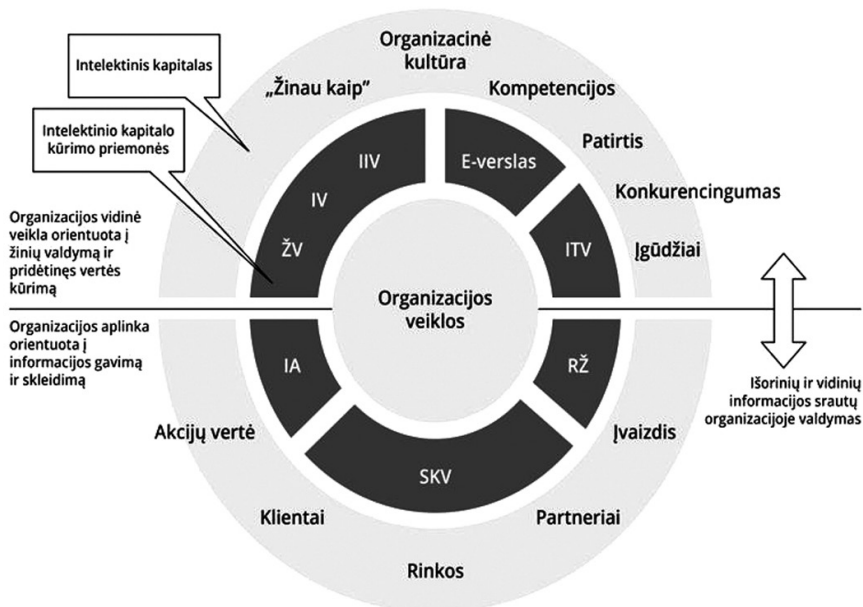 Organizacinė
kultūra
Intelektinis kapitalas
„Žinau kaip”
Kompetencijos
Intelektinio kapitalo
kūrimo priemonės
IIV
E-verslas
Patirtis
IV
Konkurencingumas
Organizacijos vidinė
veikla orientuota į
žinių valdymą ir
pridėtinęs vertės
kūrimą
ŽV
ITV
Įgūdžiai
Organizacijos
veiklos
Organizacijos aplinka
orientuota į
informacijos gavimą
ir skleidimą
IA
RŽ
Išorinių ir vidinių
informacijos srautų
organizacijoje valdymas
Akcijų vertė
Įvaizdis
SKV
Klientai
Partneriai
Rinkos